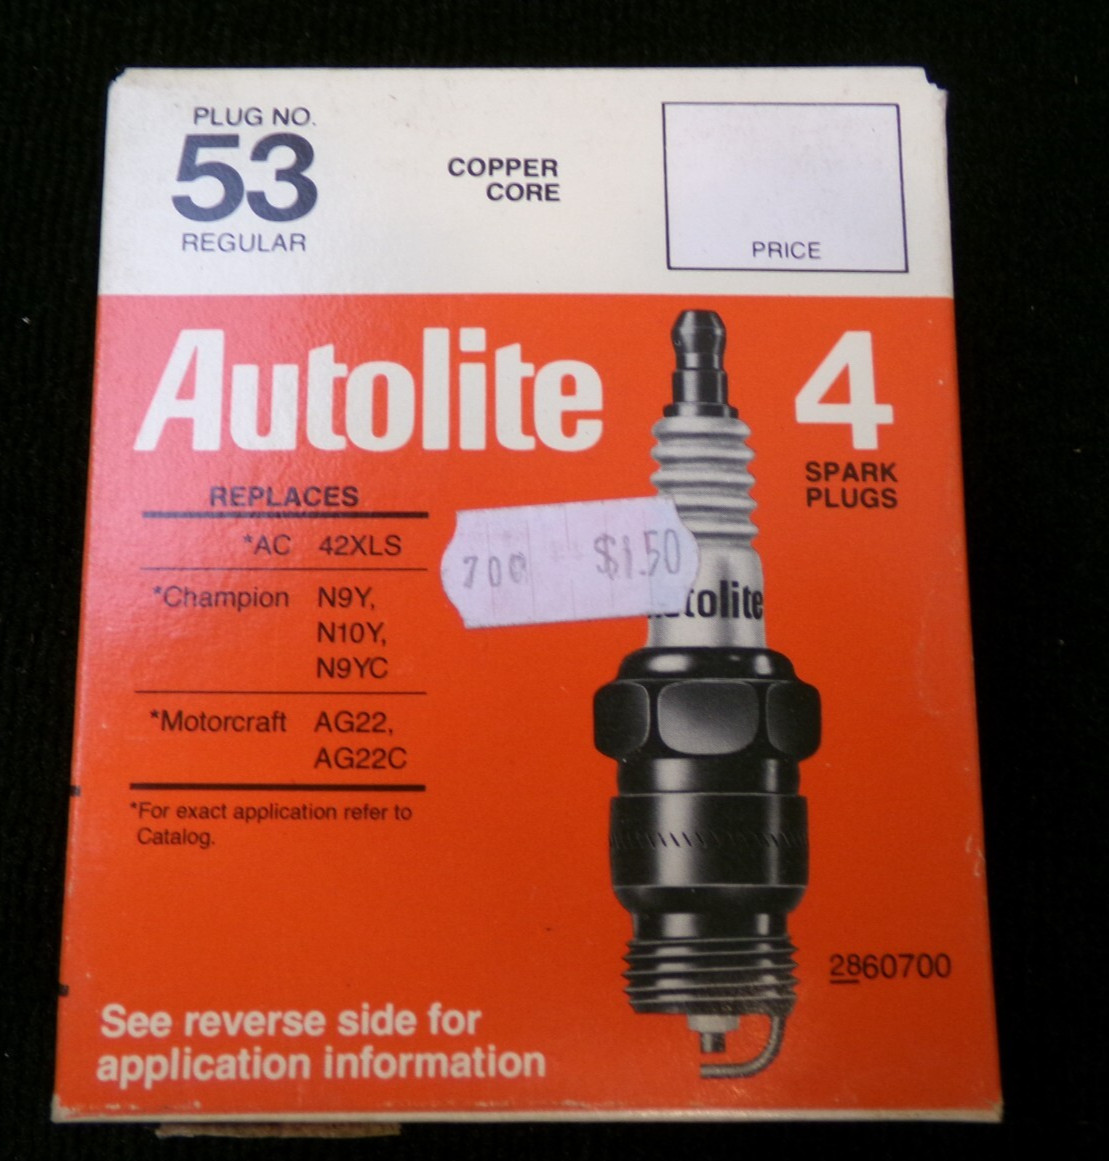 PLUG NO.
53
REGULAR
COPPER
CORE
PRICE
Autolite
4
SPARK
PLUGS
REPLACES
*AC 42XLS
*Champion N9Y,
N10Y,
N9YC
*Motorcraft AG22,
AG22C
*For exact application refer to
Catalog.
700 $1.50
utolite
2860700
See reverse side for
application information